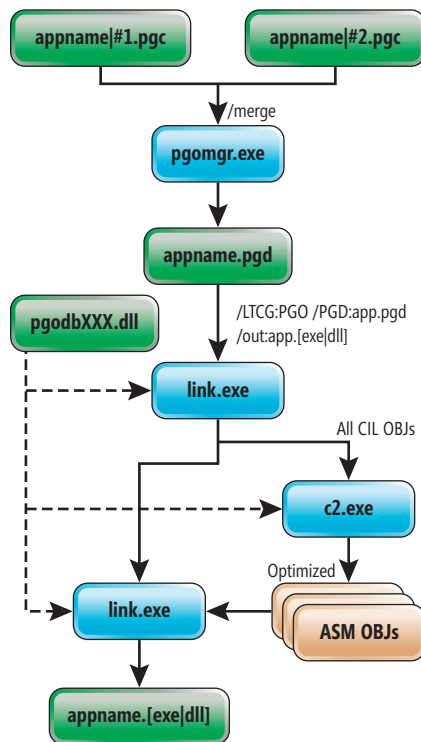 appname|#1.pgc
appname|#2.pgc
/merge
pgomgr.exe
appname.pgd
pgodbXXX.dll
/LTCG:PGO /PGD:app.pgd
/out:app.[exe|dll]
link.exe
All CIL OBJs
c2.exe
Optimized
link.exe
ASM OBJs
appname.[exe|dll]